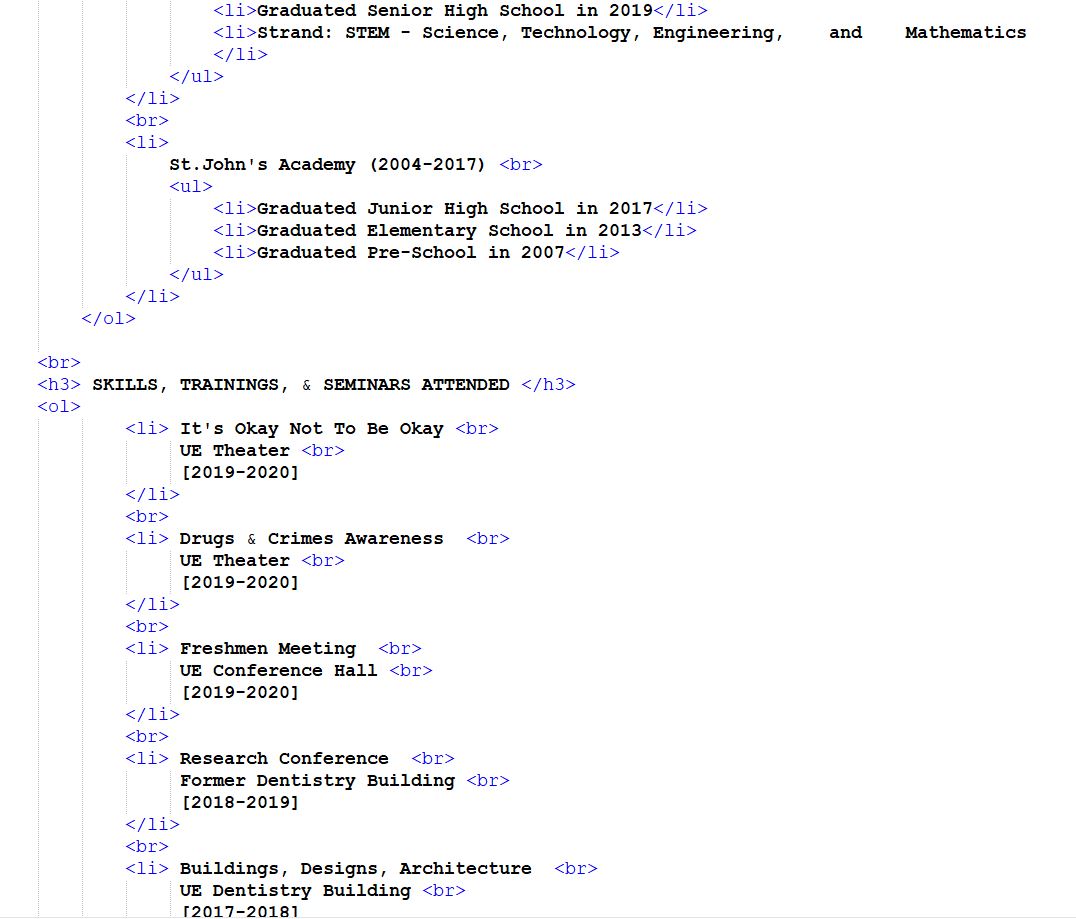 <li>Graduated Senior High School in 2019</li>
<li>Strand: STEM - Science, Technology, Engineering,    and    Mathematics
</li>
</ul>
</li>
<br>
<li>
St.John's Academy (2004-2017) <br>
<ul>
<li>Graduated Junior High School in 2017</li>
<li>Graduated Elementary School in 2013</li>
<li>Graduated Pre-School in 2007</li>
</ul>
</li>
</ol>
<br>
<h3> SKILLS, TRAININGS, & SEMINARS ATTENDED </h3>
<ol>
<li> It's Okay Not To Be Okay <br>
UE Theater <br>
[2019-2020]
</li>
<br>
<li> Drugs & Crimes Awareness  <br>
UE Theater <br>
[2019-2020]
</li>
<br>
<li> Freshmen Meeting  <br>
UE Conference Hall <br>
[2019-2020]
</li>
<br>
<li> Research Conference  <br>
Former Dentistry Building <br>
[2018-2019]
</li>
<br>
<li> Buildings, Designs, Architecture  <br>
UE Dentistry Building <br>
[2017-2018]